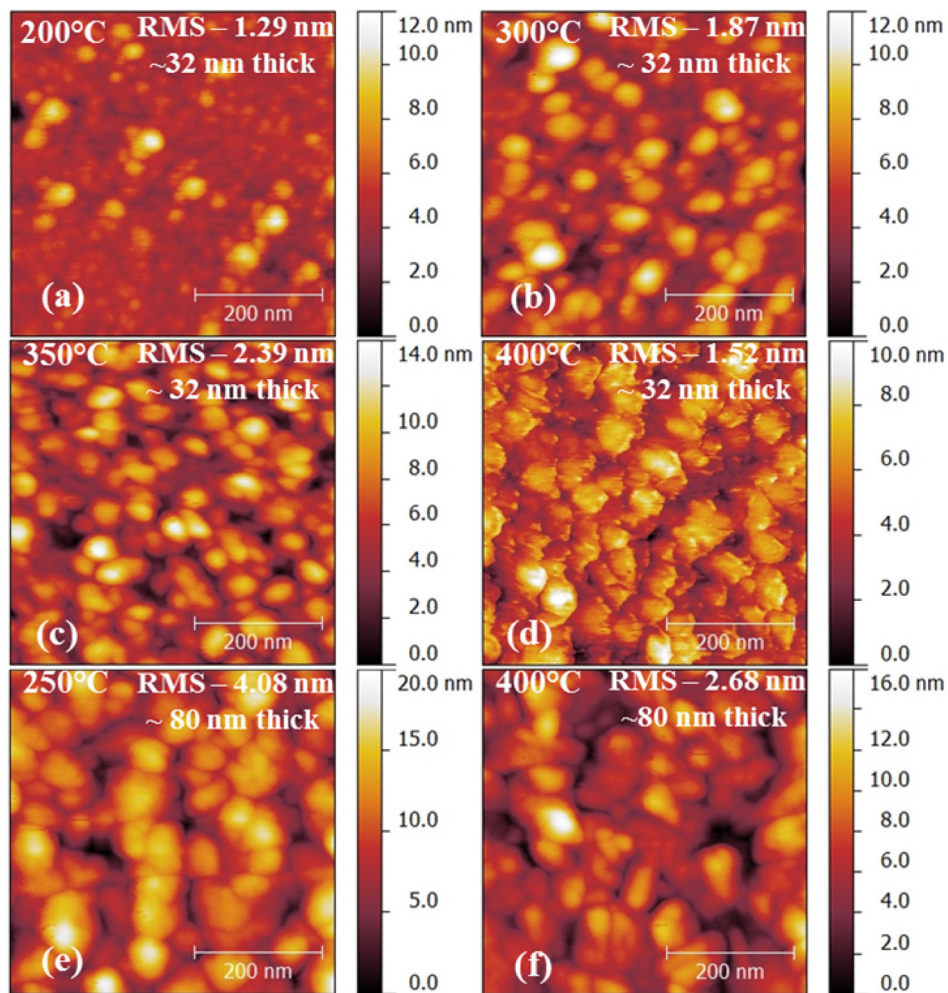 200°C RMS – 1.29 nm
~32 nm thick
(a)
200 nm
12.0 nm
10.0
8.0
6.0
4.0
2.0
0.0
300°C RMS – 1.87 nm
~ 32 nm thick
(b)
200 nm
12.0 nm
10.0
8.0
6.0
4.0
2.0
0.0
350°C RMS – 2.39 nm
~ 32 nm thick
(c)
200 nm
14.0 nm
10.0
8.0
6.0
4.0
2.0
0.0
400°C RMS – 1.52 nm
~ 32 nm thick
(d)
200 nm
10.0 nm
8.0
6.0
4.0
2.0
0.0
250°C RMS – 4.08 nm
~ 80 nm thick
(e)
200 nm
20.0 nm
15.0
10.0
5.0
0.0
400°C RMS – 2.68 nm
~80 nm thick
(f)
200 nm
16.0 nm
12.0
10.0
8.0
6.0
4.0
2.0
0.0